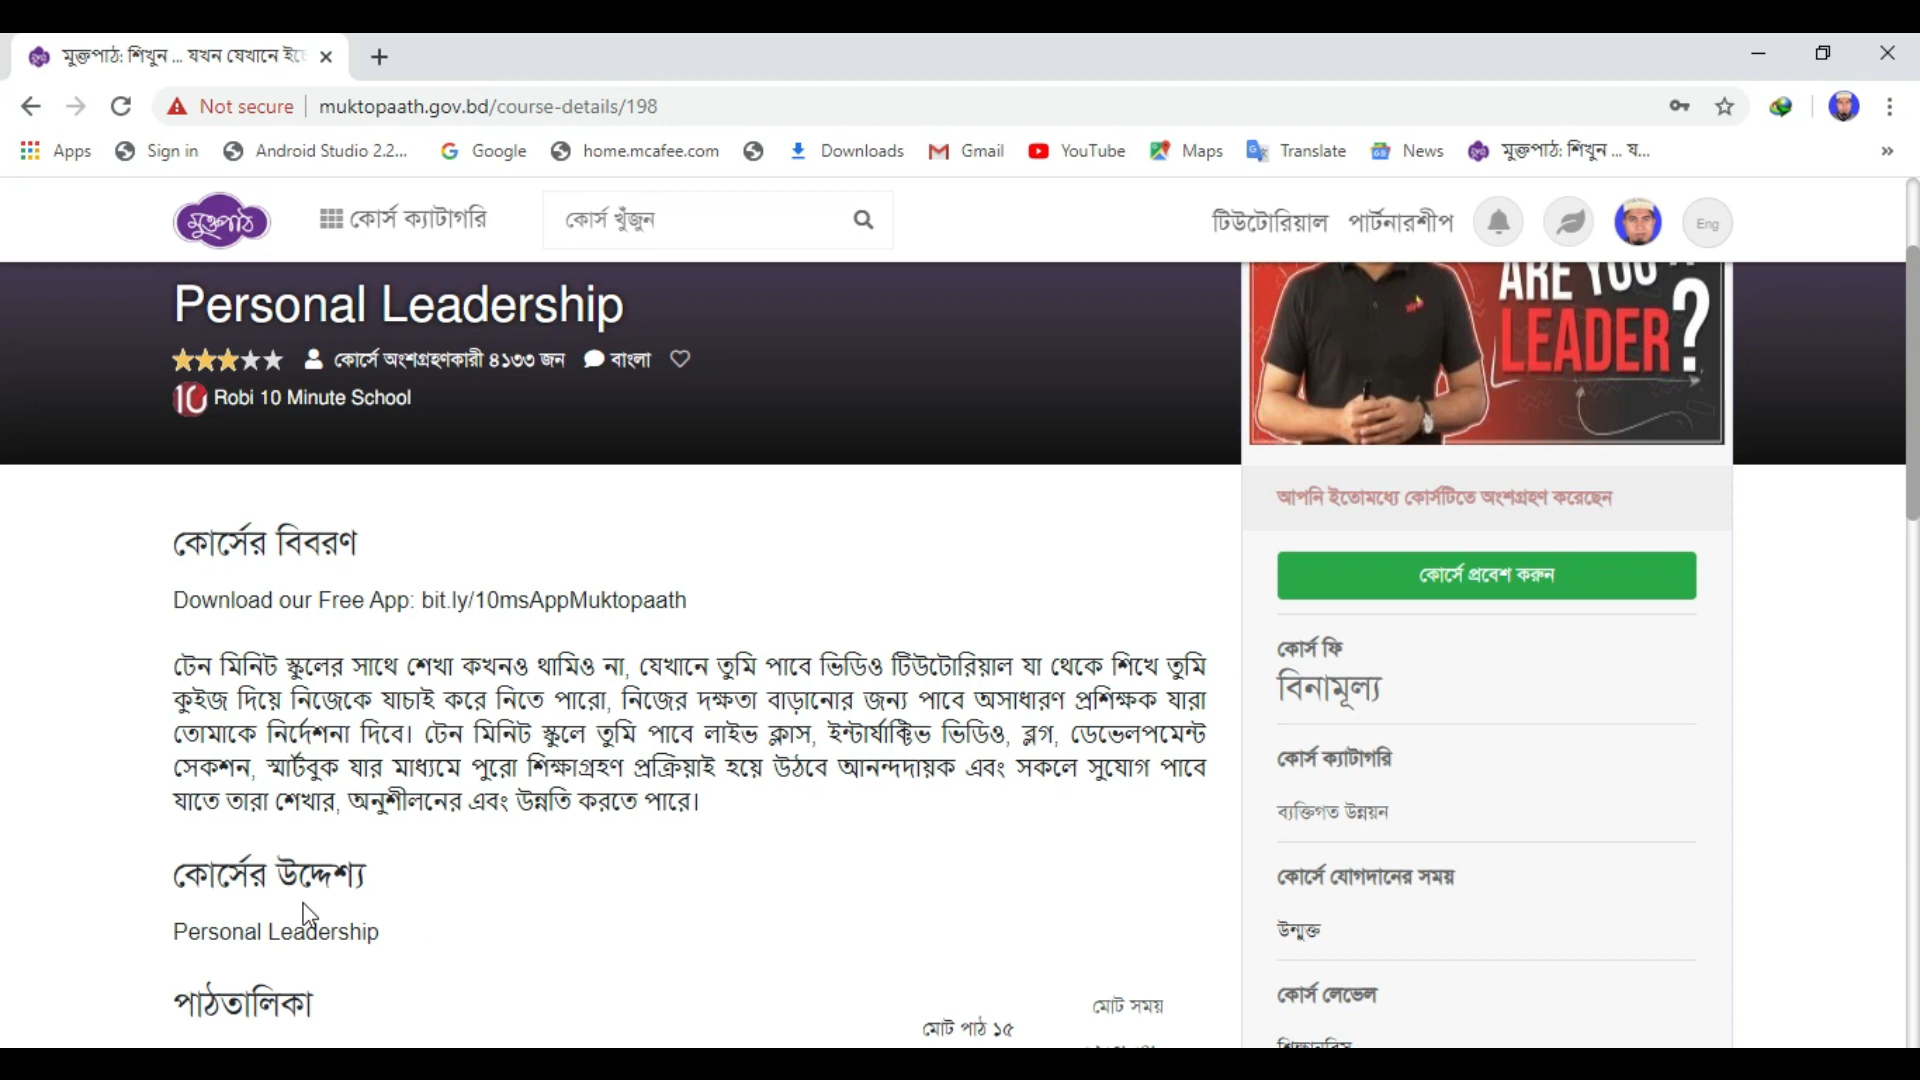 মুক্তপাঠ: শিখুন ... যখন যেখানে ইচ্ছে
Not secure
muktopaath.gov.bd/course-details/198
Apps
Sign in
Android Studio 2.2...
Google
home.mcafee.com
Downloads
Gmail
YouTube
Maps
Translate
News
মুক্তপাঠ: শিখুন ... য...
»
মুক্তপাঠ
কোর্স ক্যাটাগরি
কোর্স খুঁজুন
টিউটোরিয়াল
পার্টনারশীপ
Eng
Personal Leadership
কোর্সে অংশগ্রহণকারী ৪১৩৩ জন
বাংলা
10
Robi 10 Minute School
ARE YOU
LEADER?
আপনি ইতোমধ্যে কোর্সটিতে অংশগ্রহণ করেছেন
কোর্সে প্রবেশ করুন
কোর্স ফি
বিনামূল্য
কোর্স ক্যাটাগরি
ব্যক্তিগত উন্নয়ন
কোর্সে যোগদানের সময়
উন্মুক্ত
কোর্স লেভেল
কোর্সের বিবরণ
Download our Free App: bit.ly/10msAppMuktopaath
টেন মিনিট স্কুলের সাথে শেখা কখনও থামিও না, যেখানে তুমি পাবে ভিডিও টিউটোরিয়াল যা থেকে শিখে তুমি
কুইজ দিয়ে নিজেকে যাচাই করে নিতে পারো, নিজের দক্ষতা বাড়ানোর জন্য পাবে অসাধারণ প্রশিক্ষক যারা
তোমাকে নির্দেশনা দিবে। টেন মিনিট স্কুলে তুমি পাবে লাইভ ক্লাস, ইন্টার্যাক্টিভ ভিডিও, ব্লগ, ডেভেলপমেন্ট
সেকশন, স্মার্টবুক যার মাধ্যমে পুরো শিক্ষাগ্রহণ প্রক্রিয়াই হয়ে উঠবে আনন্দদায়ক এবং সকলে সুযোগ পাবে
যাতে তারা শেখার, অনুশীলনের এবং উন্নতি করতে পারে।
কোর্সের উদ্দেশ্য
Personal Leadership
পাঠতালিকা
মোট সময়
মোট পাঠ ১৫